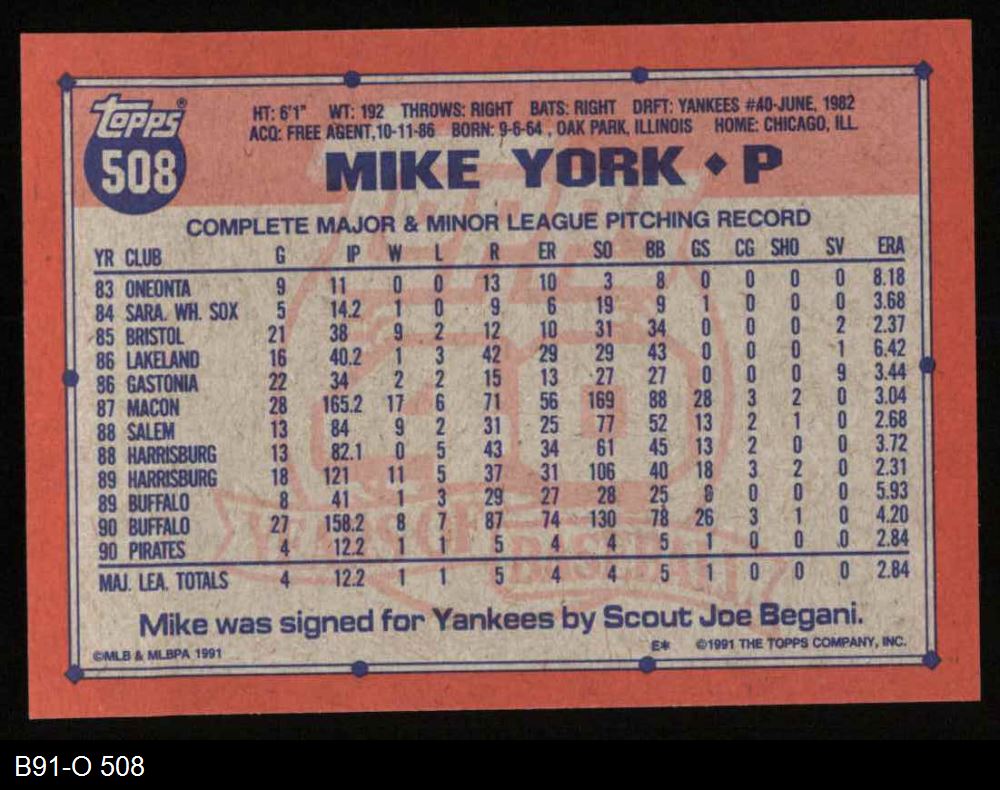 topps®
508
HT: 6'1" WT: 192 THROWS: RIGHT BATS: RIGHT DRFT: YANKEES #40-JUNE, 1982
ACQ: FREE AGENT,10-11-86 BORN: 9-6-64 , OAK PARK, ILLINOIS HOME: CHICAGO, ILL.
MIKE YORK ♦ P
COMPLETE MAJOR & MINOR LEAGUE PITCHING RECORD
YR CLUB G IP W L R ER SO BB GS CG SHO SV ERA
83 ONEONTA 9 11 0 0 13 10 3 8 0 0 0 0 8.18
84 SARA. WH. SOX 5 14.2 1 0 9 6 19 9 1 0 0 0 3.68
85 BRISTOL 21 38 9 2 12 10 31 34 0 0 0 2 2.37
86 LAKELAND 16 40.2 1 3 42 29 29 43 0 0 0 1 6.42
86 GASTONIA 22 34 2 2 15 13 27 27 0 0 0 9 3.44
87 MACON 28 165.2 17 6 71 56 169 88 28 3 2 0 3.04
88 SALEM 13 84 9 2 31 25 77 52 13 2 1 0 2.68
88 HARRISBURG 13 82.1 0 5 43 34 61 45 13 2 0 0 3.72
89 HARRISBURG 18 121 11 5 37 31 106 40 18 3 2 0 2.31
89 BUFFALO 8 41 1 3 29 27 28 25 8 0 0 0 5.93
90 BUFFALO 27 158.2 8 7 87 74 130 78 26 3 1 0 4.20
90 PIRATES 4 12.2 1 1 5 4 4 5 1 0 0 0 2.84
MAJ. LEA. TOTALS 4 12.2 1 1 5 4 4 5 1 0 0 0 2.84
Mike was signed for Yankees by Scout Joe Begani.
©MLB & MLBPA 1991 E* ©1991 THE TOPPS COMPANY, INC.
TOPPS
40
YEARS OF BASEBALL
B91-O 508